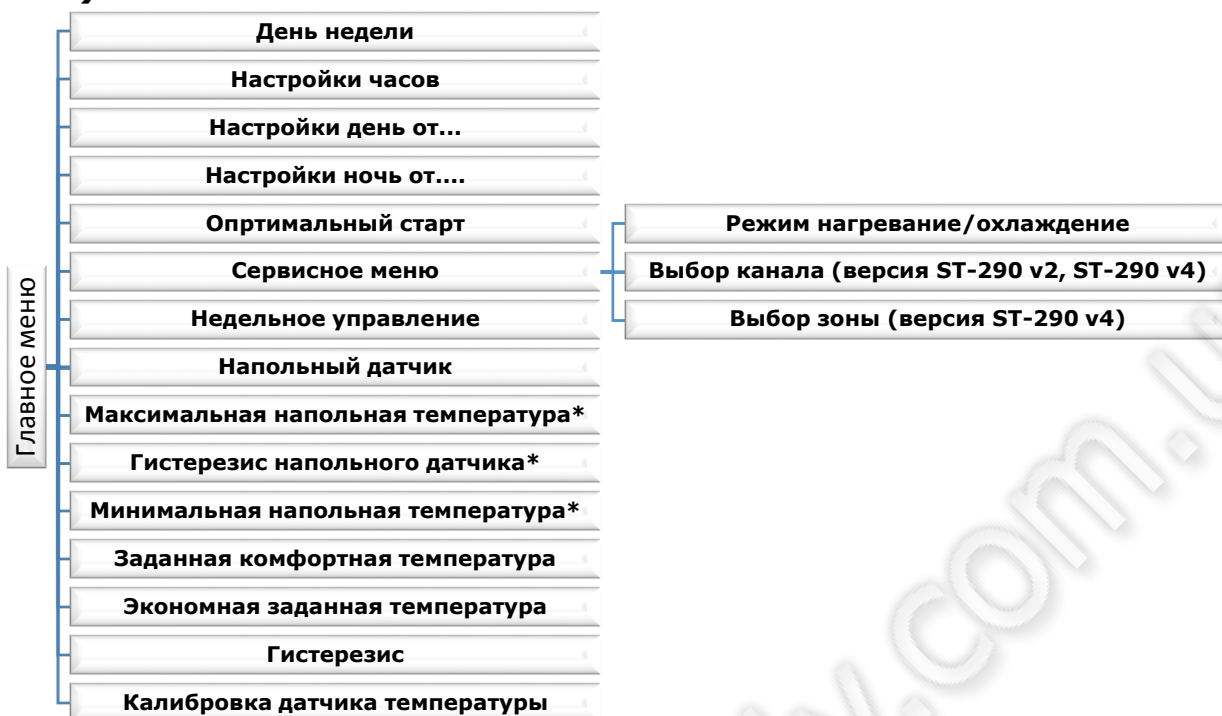 День недели
Настройки часов
Настройки день от...
Настройки ночь от....
Опртимальный старт
Сервисное меню
Недельное управление
Напольный датчик
Максимальная напольная температура*
Гистерезис напольного датчика*
Минимальная напольная температура*
Заданная комфортная температура
Экономная заданная температура
Гистерезис
Калибровка датчика температуры
Главное меню
Режим нагревание/охлаждение
Выбор канала (версия ST-290 v2, ST-290 v4)
Выбор зоны (версия ST-290 v4)